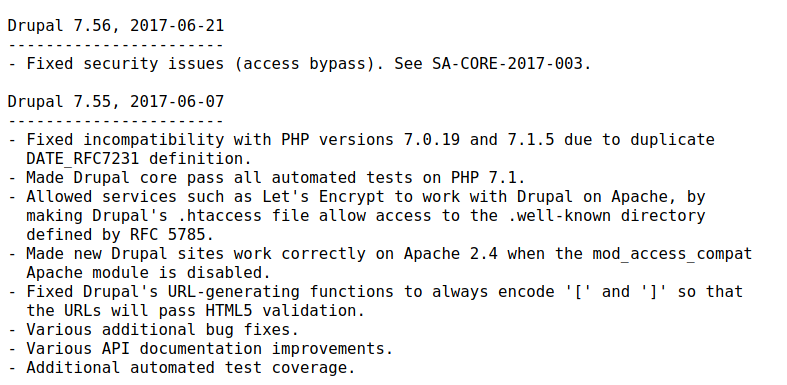 Drupal 7.56, 2017-06-21
-----------------------
- Fixed security issues (access bypass). See SA-CORE-2017-003.

Drupal 7.55, 2017-06-07
-----------------------
- Fixed incompatibility with PHP versions 7.0.19 and 7.1.5 due to duplicate
  DATE_RFC7231 definition.
- Made Drupal core pass all automated tests on PHP 7.1.
- Allowed services such as Let's Encrypt to work with Drupal on Apache, by
  making Drupal's .htaccess file allow access to the .well-known directory
  defined by RFC 5785.
- Made new Drupal sites work correctly on Apache 2.4 when the mod_access_compat
  Apache module is disabled.
- Fixed Drupal's URL-generating functions to always encode '[' and ']' so that
  the URLs will pass HTML5 validation.
- Various additional bug fixes.
- Various API documentation improvements.
- Additional automated test coverage.